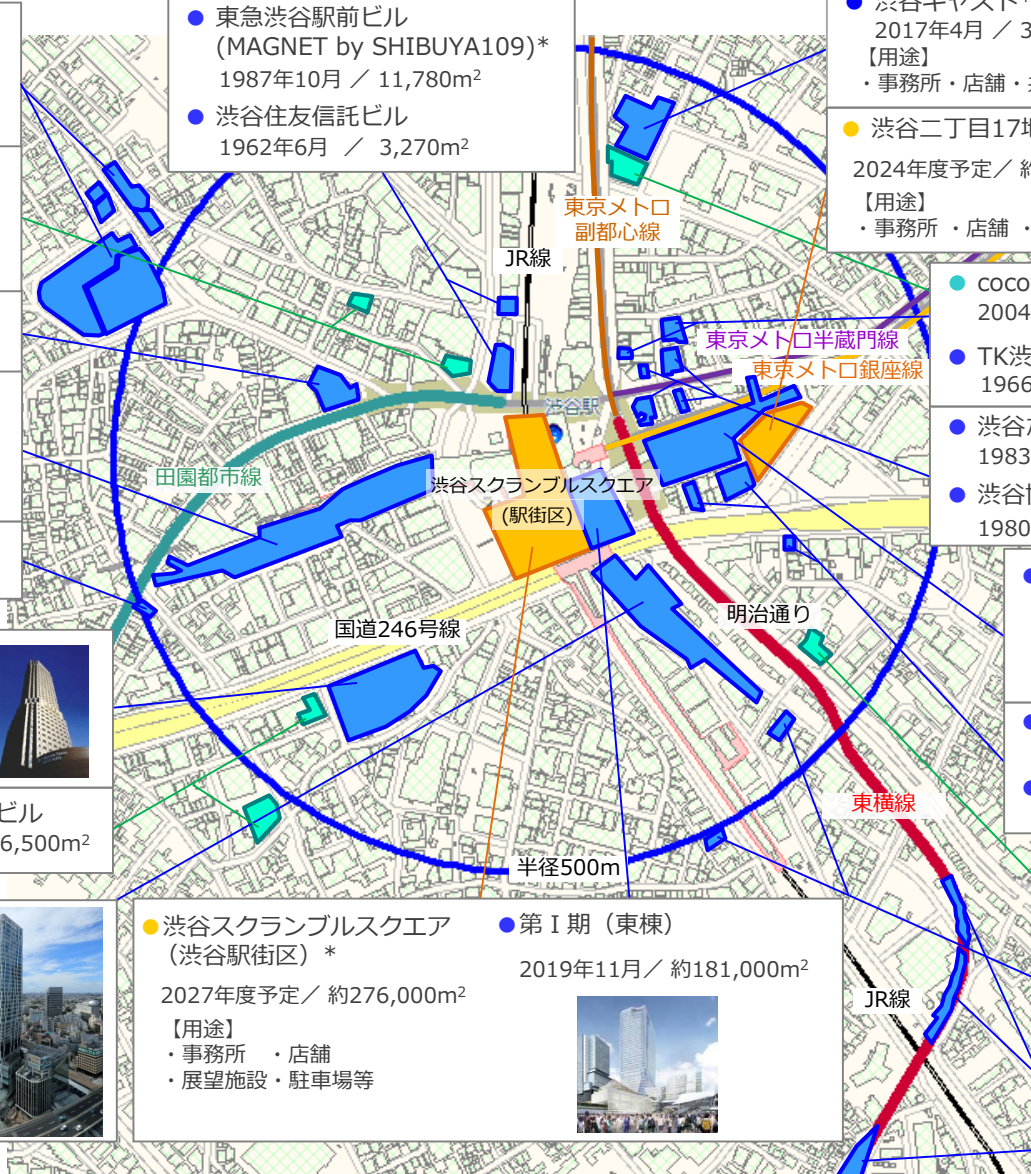 ● 東急渋谷駅前ビル
(MAGNET by SHIBUYA109)*
1987年10月 ／ 11,780m²
● 渋谷住友信託ビル
1962年6月 ／ 3,270m²
2017年4月 ／ 3
【用途】
・事務所・店舗・
● 渋谷二丁目17
2024年度予定／ 約
【用途】
・事務所 ・店舗 ・
● coco
2004
● TK渋
1966
● 渋谷
1983
● 渋谷
1980
東京メトロ
副都心線
JR線
東京メトロ半蔵門線
東京メトロ銀座線
渋谷駅
田園都市線
渋谷スクランブルスクエア
(駅街区)
国道246号線
明治通り
ビル
6,500m²
東横線
半径500m
● 渋谷スクランブルスクエア
（渋谷駅街区）*
2027年度予定／ 約276,000m²
【用途】
・事務所 ・店舗
・展望施設・駐車場等
● 第Ⅰ期（東棟）
2019年11月／ 約181,000m²
JR線